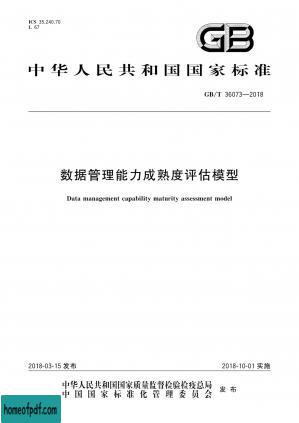 ICS 35.240.70
L 67
GB
中华人民共和国国家标准
GB/T 36073—2018
数据管理能力成熟度评估模型
Data management capability maturity assessment model
2018-03-15 发布
2018-10-01 实施
中华人民共和国国家质量监督检验检疫总局
中国国家标准化管理委员会
发布
homeofpdf.com